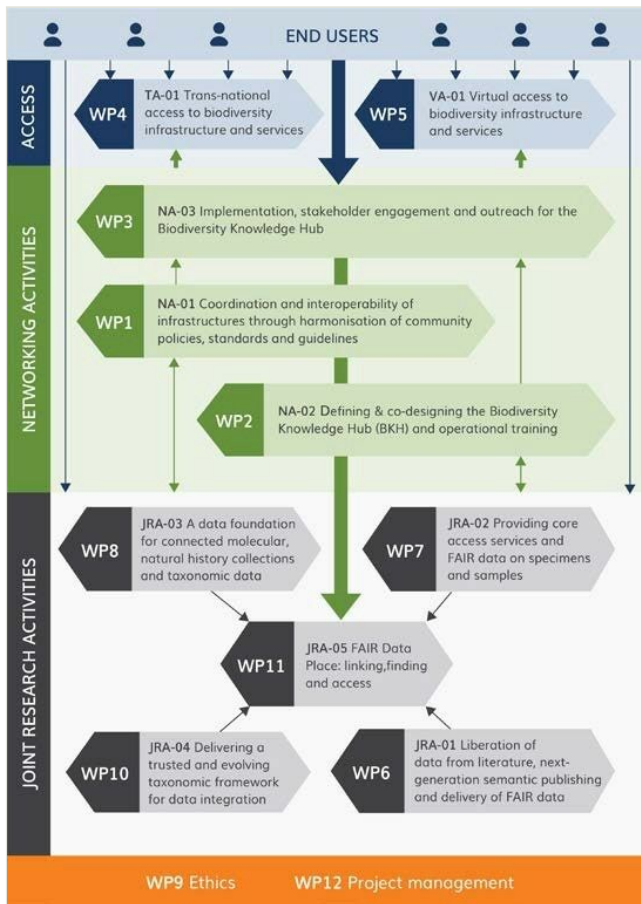 END USERS
ACCESS
WP4
TA-01 Trans-national
access to biodiversity
infrastructure and services
WP5
VA-01 Virtual access to
biodiversity infrastructure
and services
NETWORKING ACTIVITIES
WP3
NA-03 Implementation, stakeholder engagement and outreach for the
Biodiversity Knowledge Hub
WP1
NA-01 Coordination and interoperability of
infrastructures through harmonisation of community
policies, standards and guidelines
WP2
NA-02 Defining & co-designing the Biodiversity
Knowledge Hub (BKH) and operational training
JOINT RESEARCH ACTIVITIES
WP8
JRA-03 A data foundation
for connected molecular,
natural history collections
and taxonomic data
WP7
JRA-02 Providing core
access services and
FAIR data on specimens
and samples
WP11
JRA-05 FAIR Data
Place: linking,finding
and access
WP10
JRA-04 Delivering a
trusted and evolving
taxonomic framework
for data integration
WP6
JRA-01 Liberation of
data from literature, next-
generation semantic publishing
and delivery of FAIR data
WP9 Ethics
WP12 Project management